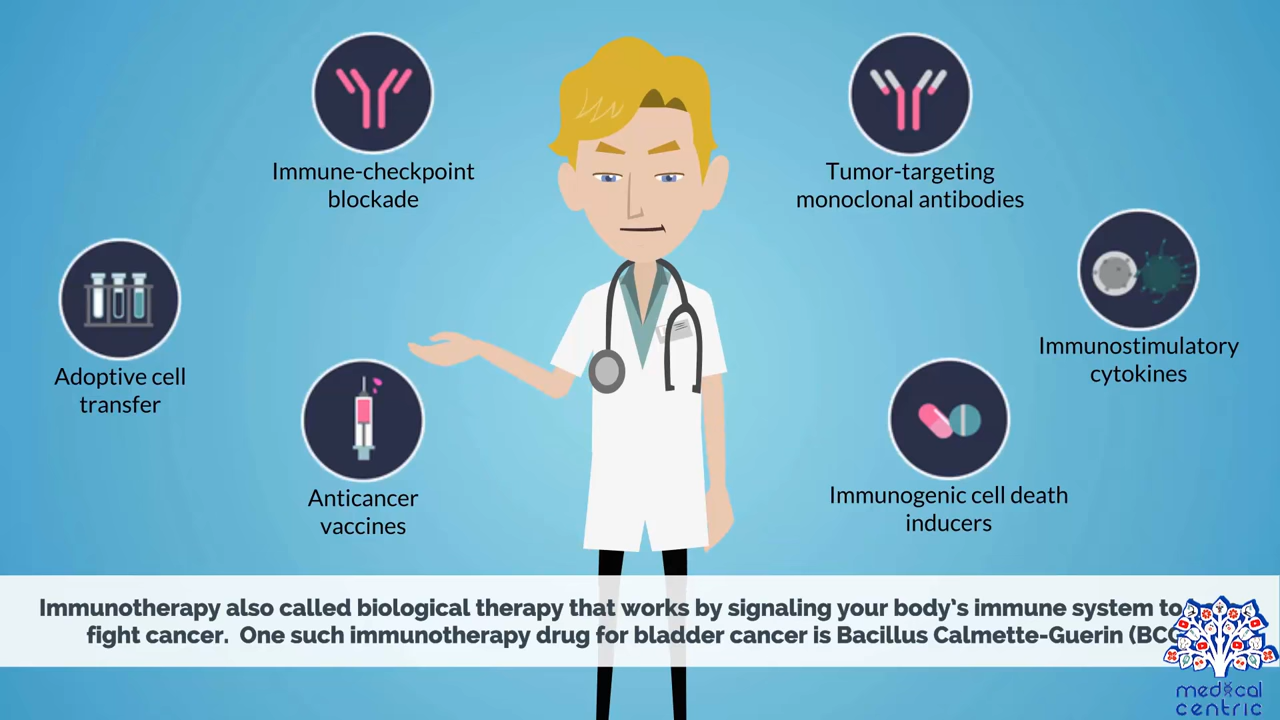 Immune-checkpoint
blockade
Tumor-targeting
monoclonal antibodies
Adoptive cell
transfer
Immunostimulatory
cytokines
Anticancer
vaccines
Immunogenic cell death
inducers
Immunotherapy also called biological therapy that works by signaling your body's immune system to
fight cancer. One such immunotherapy drug for bladder cancer is Bacillus Calmette-Guerin (BCG
medical
centric